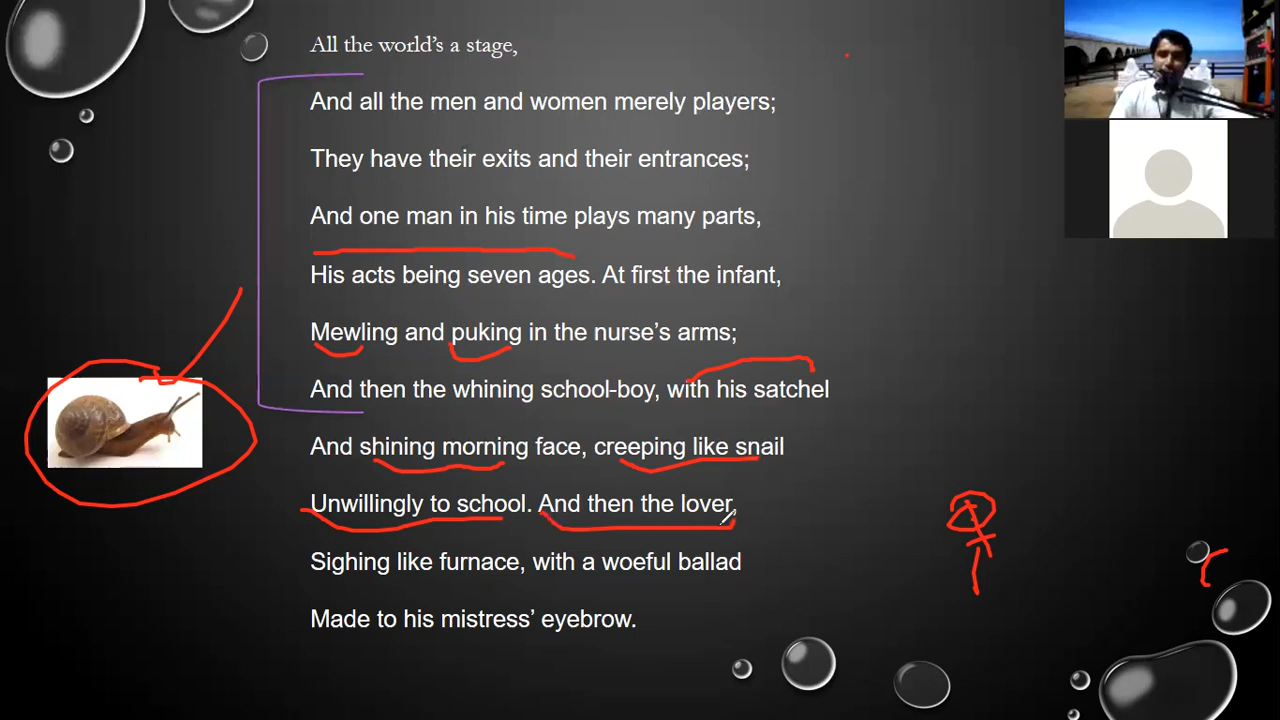 All the world’s a stage,
And all the men and women merely players;
They have their exits and their entrances;
And one man in his time plays many parts,
His acts being seven ages. At first the infant,
Mewling and puking in the nurse’s arms;
And then the whining school-boy, with his satchel
And shining morning face, creeping like snail
Unwillingly to school. And then the lover,
Sighing like furnace, with a woeful ballad
Made to his mistress’ eyebrow.